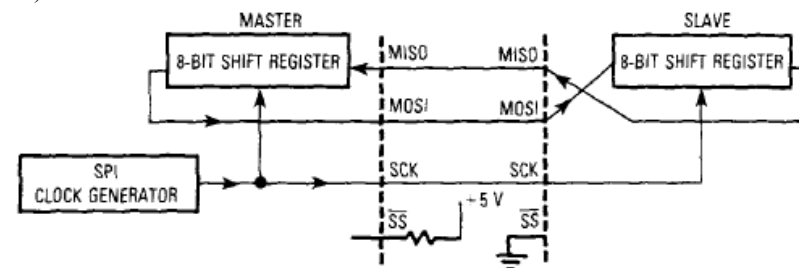 MASTER
SLAVE
8-BIT SHIFT REGISTER
MISO
MISO
8-BIT SHIFT REGISTER
MOSI
MOSI
SPI
CLOCK GENERATOR
SCK
SCK
+5 V
SS
SS